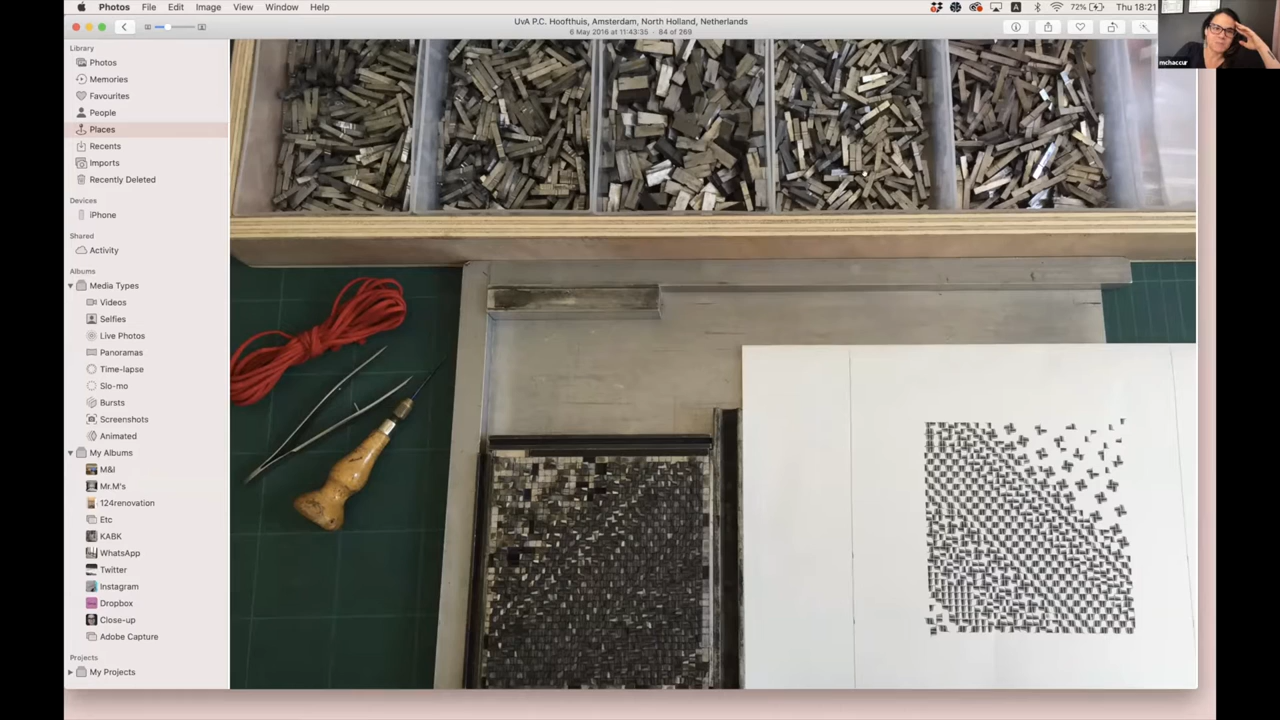 Photos File Edit Image View Window Help 72% Thu 18:21
UvA P.C. Hoofthuis, Amsterdam, North Holland, Netherlands
6 May 2016 at 11:43:35 · 84 of 269
mchaccur
Library
Photos
Memories
Favourites
People
Places
Recents
Imports
Recently Deleted
Devices
iPhone
Shared
Activity
Albums
Media Types
Videos
Selfies
Live Photos
Panoramas
Time-lapse
Slo-mo
Bursts
Screenshots
Animated
My Albums
M&I
Mr.M's
124renovation
Etc
KABK
WhatsApp
Twitter
Instagram
Dropbox
Close-up
Adobe Capture
Projects
My Projects